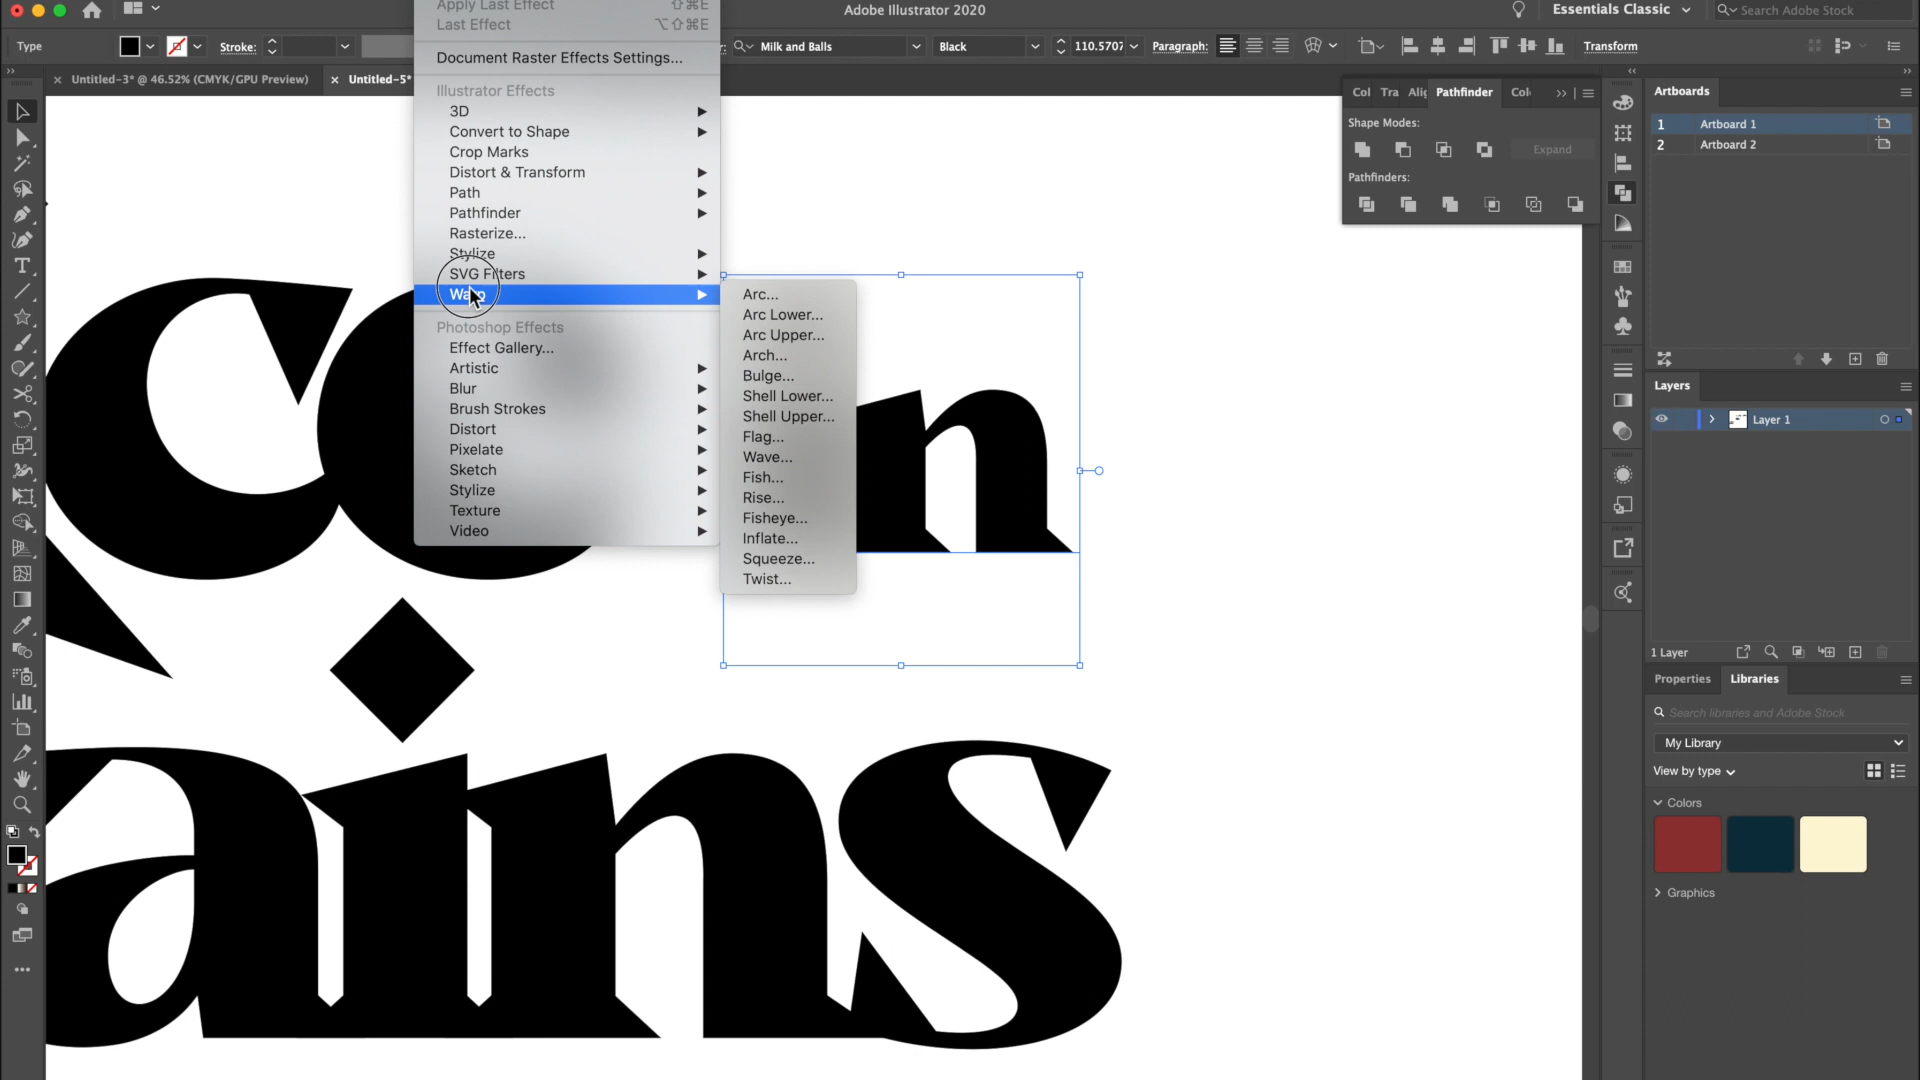 Apply Last Effect ⇧⌘E
Adobe Illustrator 2020
Essentials Classic
Search Adobe Stock
Last Effect ⌥⇧⌘E
Type
Stroke:
Milk and Balls
Black
110.5707
Paragraph:
Transform
Document Raster Effects Settings...
× Untitled-3* @ 46.52% (CMYK/GPU Preview)
× Untitled-5*
Illustrator Effects
3D
Convert to Shape
Crop Marks
Distort & Transform
Path
Pathfinder
Rasterize...
Stylize
SVG Filters
Warp
Photoshop Effects
Effect Gallery...
Artistic
Blur
Brush Strokes
Distort
Pixelate
Sketch
Stylize
Texture
Video
Arc...
Arc Lower...
Arc Upper...
Arch...
Bulge...
Shell Lower...
Shell Upper...
Flag...
Wave...
Fish...
Rise...
Fisheye...
Inflate...
Squeeze...
Twist...
Col Tra Alig Pathfinder Col
Shape Modes:
Expand
Pathfinders:
Artboards
1 Artboard 1
2 Artboard 2
Layers
Layer 1
1 Layer
Properties Libraries
Search libraries and Adobe Stock
My Library
View by type
Colors
Graphics
co n
ains